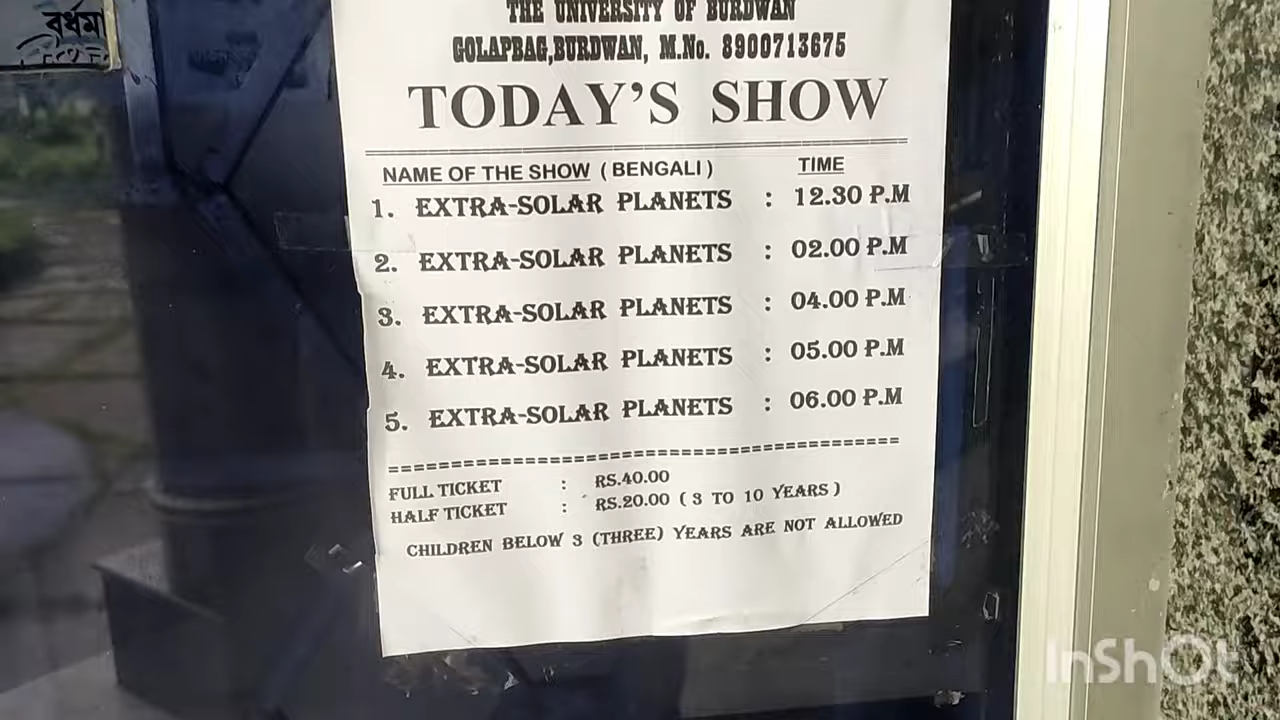 বর্ধমা
THE UNIVERSITY OF BURDWAN
GOLAPBAG,BURDWAN, M.No. 8900713675
TODAY'S SHOW
NAME OF THE SHOW ( BENGALI ) TIME
1. EXTRA-SOLAR PLANETS : 12.30 P.M
2. EXTRA-SOLAR PLANETS : 02.00 P.M
3. EXTRA-SOLAR PLANETS : 04.00 P.M
4. EXTRA-SOLAR PLANETS : 05.00 P.M
5. EXTRA-SOLAR PLANETS : 06.00 P.M
FULL TICKET : RS.40.00
HALF TICKET : RS.20.00 ( 3 TO 10 YEARS )
CHILDREN BELOW 3 (THREE) YEARS ARE NOT ALLOWED
InShOt